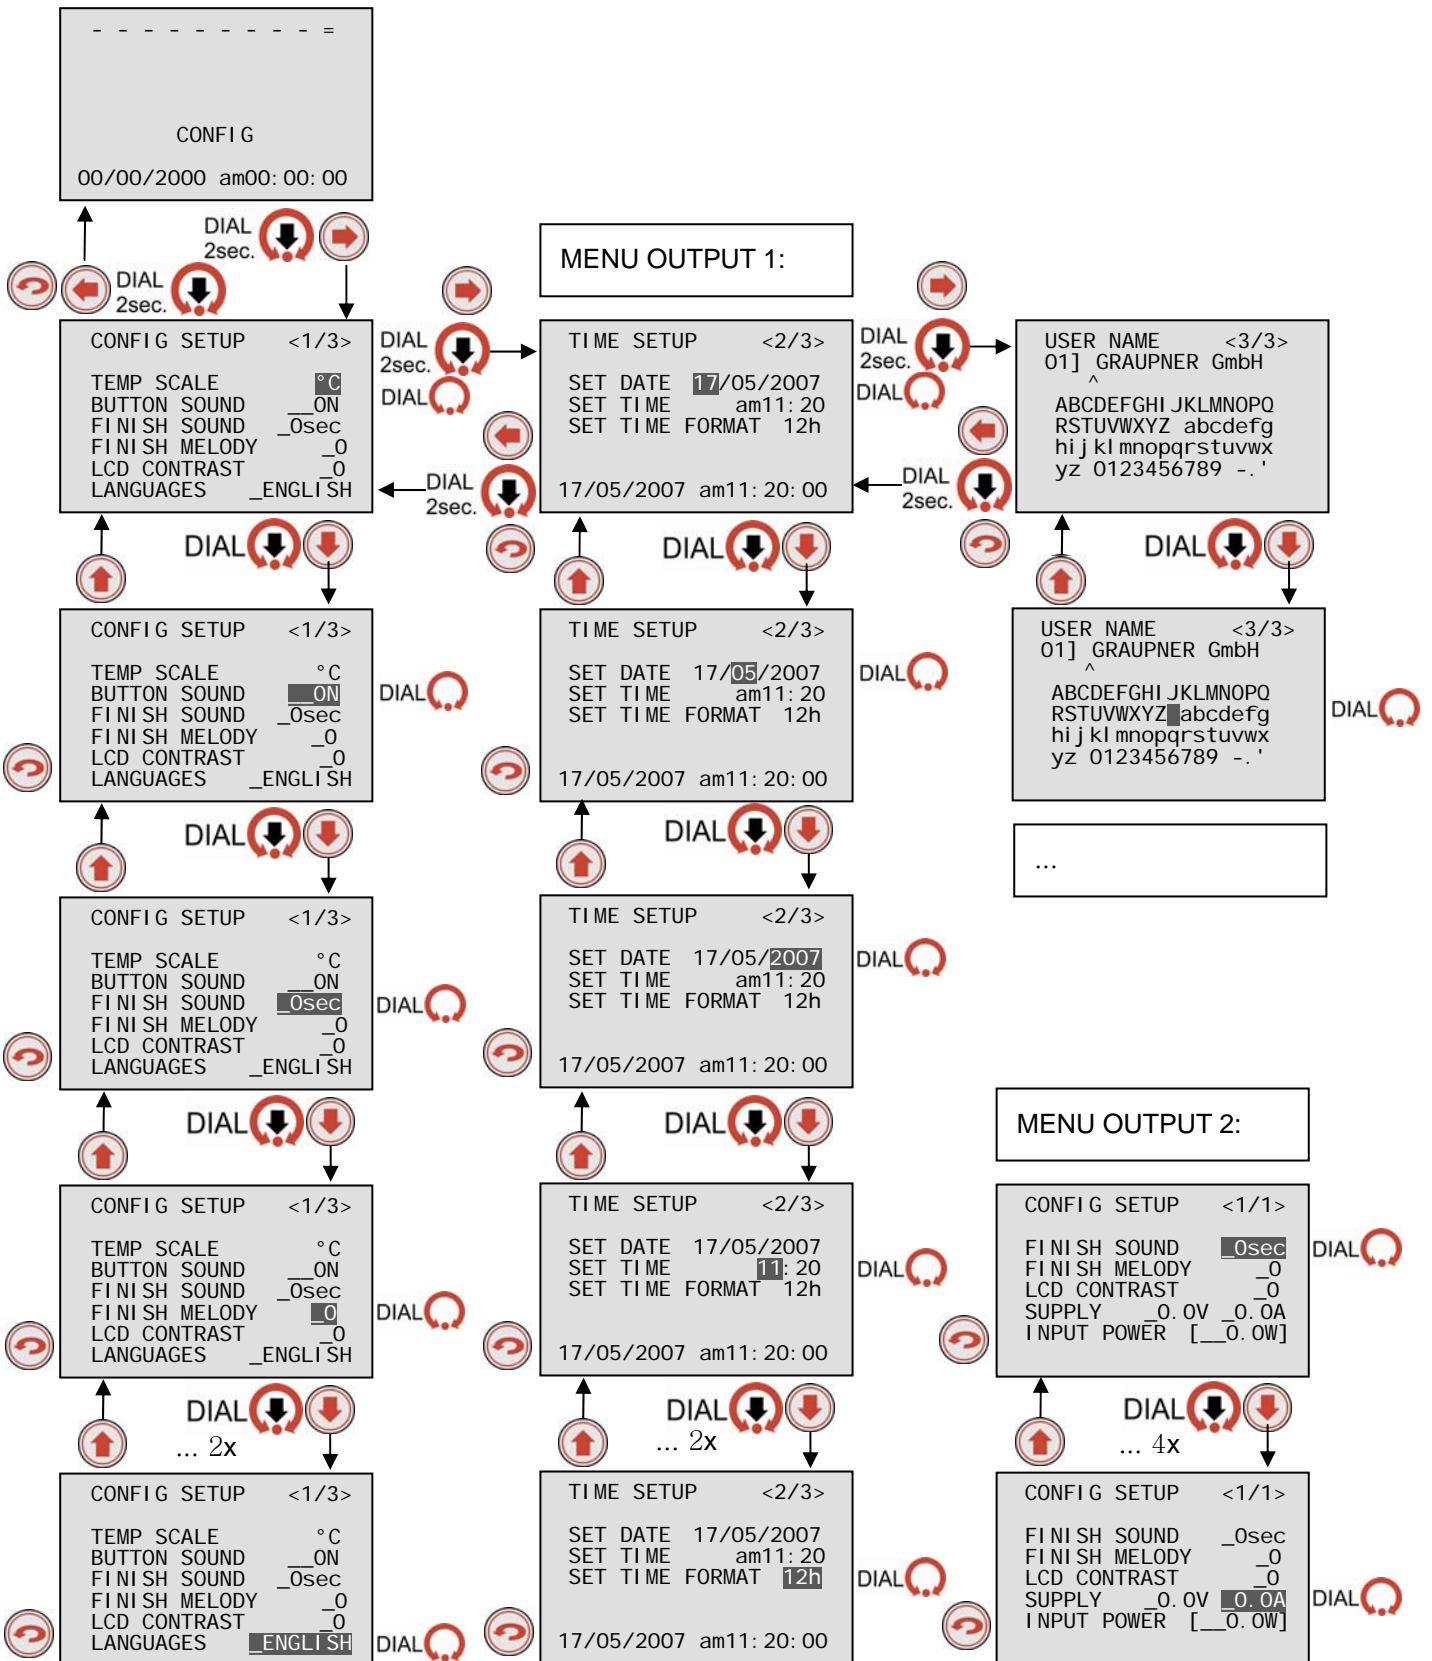 - - - - - - - - - =
CONFIG
00/00/2000 am00:00:00
DIAL
2sec.
DIAL
2sec.
CONFIG SETUP <1/3>
TEMP SCALE °C
BUTTON SOUND __ON
FINISH SOUND _0sec
FINISH MELODY _0
LCD CONTRAST _0
LANGUAGES _ENGLISH
DIAL
2sec.
DIAL
DIAL
2sec.
DIAL
CONFIG SETUP <1/3>
TEMP SCALE °C
BUTTON SOUND __ON
FINISH SOUND _0sec
FINISH MELODY _0
LCD CONTRAST _0
LANGUAGES _ENGLISH
DIAL
DIAL
CONFIG SETUP <1/3>
TEMP SCALE °C
BUTTON SOUND __ON
FINISH SOUND _0sec
FINISH MELODY _0
LCD CONTRAST _0
LANGUAGES _ENGLISH
DIAL
DIAL
CONFIG SETUP <1/3>
TEMP SCALE °C
BUTTON SOUND __ON
FINISH SOUND _0sec
FINISH MELODY _0
LCD CONTRAST _0
LANGUAGES _ENGLISH
DIAL
DIAL
... 2x
CONFIG SETUP <1/3>
TEMP SCALE °C
BUTTON SOUND __ON
FINISH SOUND _0sec
FINISH MELODY _0
LCD CONTRAST _0
LANGUAGES _ENGLISH
DIAL
MENU OUTPUT 1:
TIME SETUP <2/3>
SET DATE 17/05/2007
SET TIME am11:20
SET TIME FORMAT 12h
17/05/2007 am11:20:00
DIAL
2sec.
DIAL
DIAL
2sec.
DIAL
TIME SETUP <2/3>
SET DATE 17/05/2007
SET TIME am11:20
SET TIME FORMAT 12h
17/05/2007 am11:20:00
DIAL
DIAL
TIME SETUP <2/3>
SET DATE 17/05/2007
SET TIME am11:20
SET TIME FORMAT 12h
17/05/2007 am11:20:00
DIAL
DIAL
TIME SETUP <2/3>
SET DATE 17/05/2007
SET TIME 11:20
SET TIME FORMAT 12h
17/05/2007 am11:20:00
DIAL
DIAL
... 2x
TIME SETUP <2/3>
SET DATE 17/05/2007
SET TIME am11:20
SET TIME FORMAT 12h
17/05/2007 am11:20:00
DIAL
USER NAME <3/3>
01] GRAUPNER GmbH
^
ABCDEFGHIJKLMNOPQ
RSTUVWXYZ abcdefg
hijklmnopqrstuvwx
yz 0123456789 -.'
DIAL
USER NAME <3/3>
01] GRAUPNER GmbH
^
ABCDEFGHIJKLMNOPQ
RSTUVWXYZ abcdefg
hijklmnopqrstuvwx
yz 0123456789 -.'
DIAL
...
MENU OUTPUT 2:
CONFIG SETUP <1/1>
FINISH SOUND _0sec
FINISH MELODY _0
LCD CONTRAST _0
SUPPLY _0.0V _0.0A
INPUT POWER [__0.0W]
DIAL
DIAL
... 4x
CONFIG SETUP <1/1>
FINISH SOUND _0sec
FINISH MELODY _0
LCD CONTRAST _0
SUPPLY _0.0V _0.0A
INPUT POWER [__0.0W]
DIAL